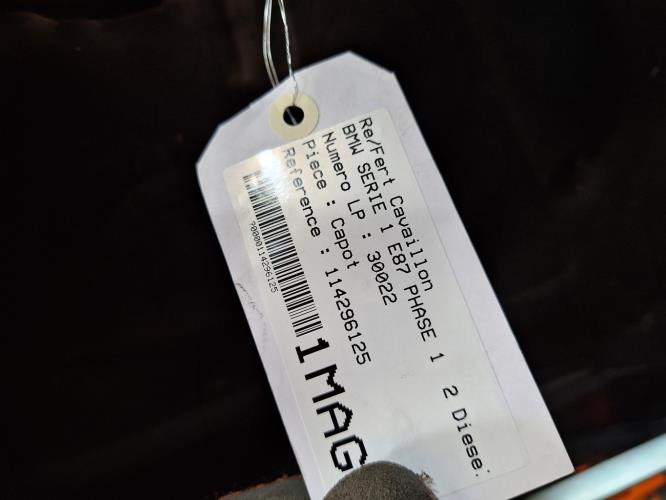 Re/Fert Cavaillon
BMW SERIE 1 E87 PHASE 1 2 Diese
Numero LP : 30022
Piece : Capot
Reference : 114296125
70000114296125
1MAG